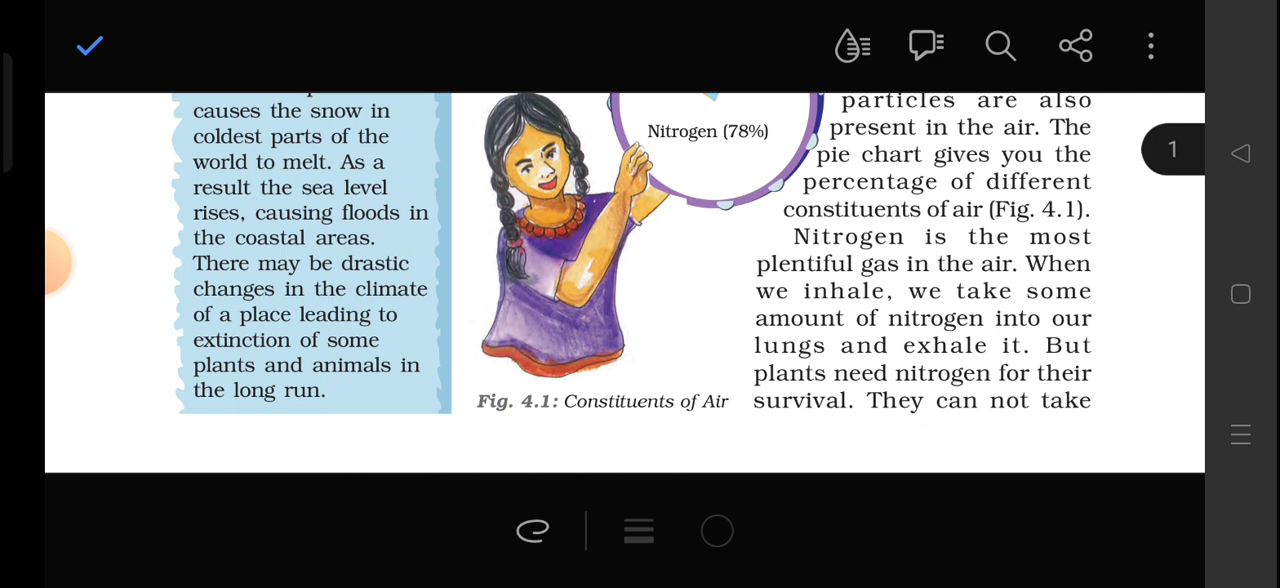 causes the snow in
coldest parts of the
world to melt. As a
result the sea level
rises, causing floods in
the coastal areas.
There may be drastic
changes in the climate
of a place leading to
extinction of some
plants and animals in
the long run.
Nitrogen (78%)
Fig. 4.1: Constituents of Air
particles are also
present in the air. The
pie chart gives you the
percentage of different
constituents of air (Fig. 4.1).
Nitrogen is the most
plentiful gas in the air. When
we inhale, we take some
amount of nitrogen into our
lungs and exhale it. But
plants need nitrogen for their
survival. They can not take
1